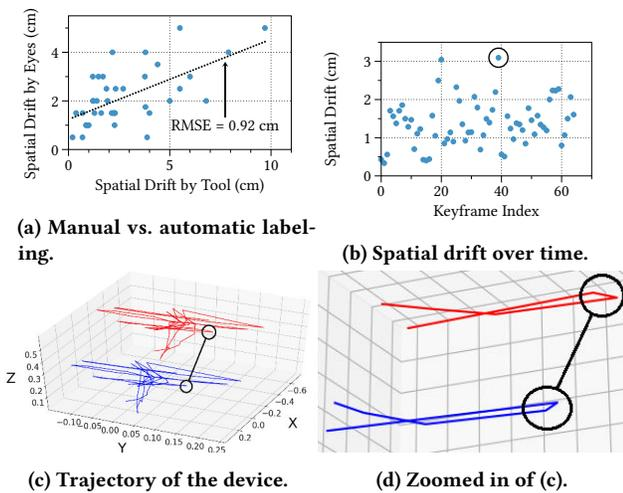 Spatial Drift by Eyes (cm)
4
2
0
0
5
10
RMSE = 0.92 cm
Spatial Drift by Tool (cm)
(a) Manual vs. automatic label-
ing.
Spatial Drift (cm)
3
2
1
0
0
20
40
60
Keyframe Index
(b) Spatial drift over time.
Z
0.5
0.4
0.3
0.2
0.1
−0.10
−0.05
0.00
0.05
0.10
0.15
0.20
0.25
Y
−0.6
−0.4
−0.2
0.0
0.2
X
(c) Trajectory of the device.
(d) Zoomed in of (c).